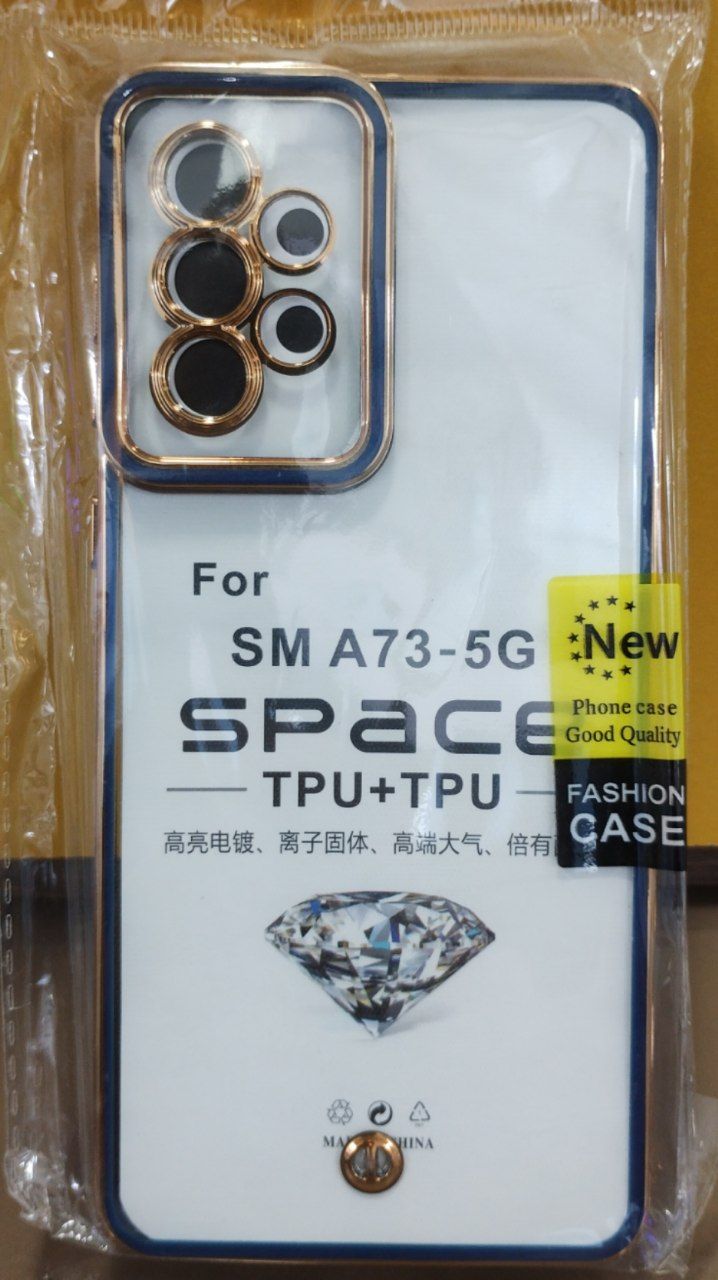 For
SM A73-5G
New
SPace
Phone case
Good Quality
TPU+TPU
FASHION
CASE
高亮电镀、离子固体、高端大气、倍有
CHINA